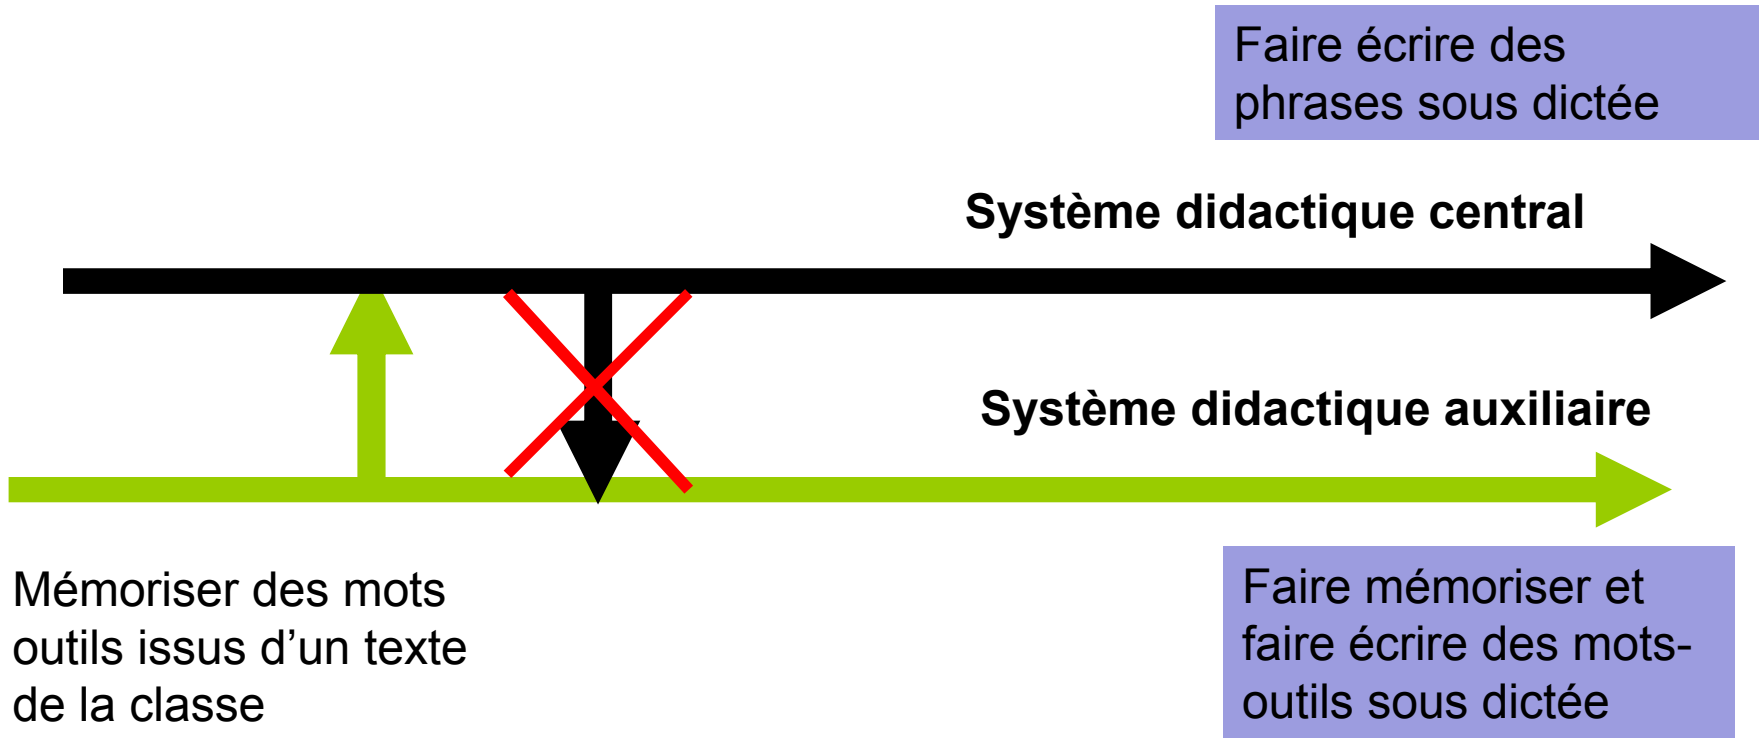 Faire écrire des
phrases sous dictée
Système didactique central
Système didactique auxiliaire
Mémoriser des mots
outils issus d’un texte
de la classe
Faire mémoriser et
faire écrire des mots-
outils sous dictée